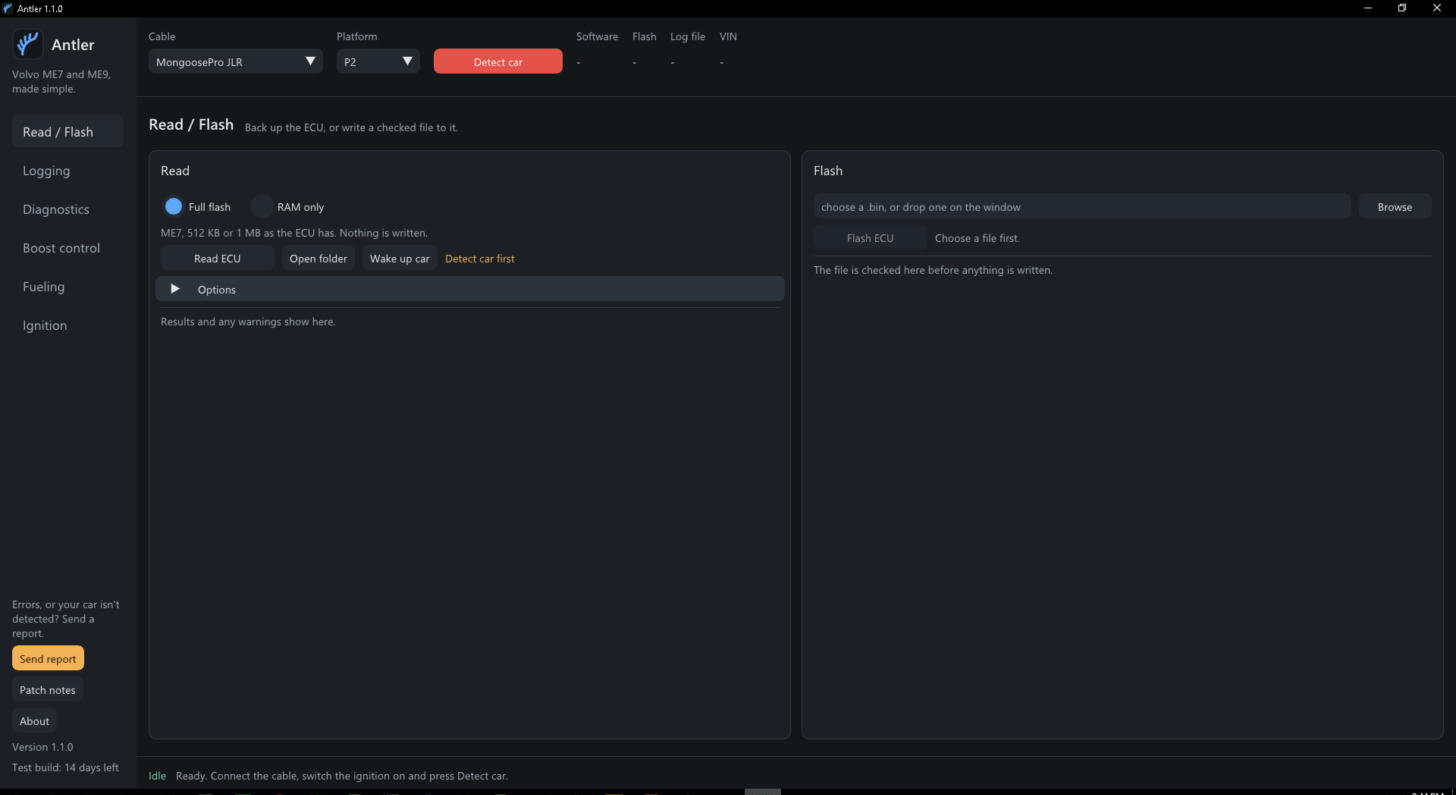 Antler 1.1.0
Antler
Volvo ME7 and ME9,
made simple.
Read / Flash
Logging
Diagnostics
Boost control
Fueling
Ignition
Errors, or your car isn't
detected? Send a
report.
Send report
Patch notes
About
Version 1.1.0
Test build: 14 days left
Cable
Platform
Software
Flash
Log file
VIN
MongoosePro JLR
P2
Detect car
-
-
-
-
Read / Flash
Back up the ECU, or write a checked file to it.
Read
Full flash
RAM only
ME7, 512 KB or 1 MB as the ECU has. Nothing is written.
Read ECU
Open folder
Wake up car
Detect car first
Options
Results and any warnings show here.
Flash
choose a .bin, or drop one on the window
Browse
Flash ECU
Choose a file first.
The file is checked here before anything is written.
Idle
Ready. Connect the cable, switch the ignition on and press Detect car.